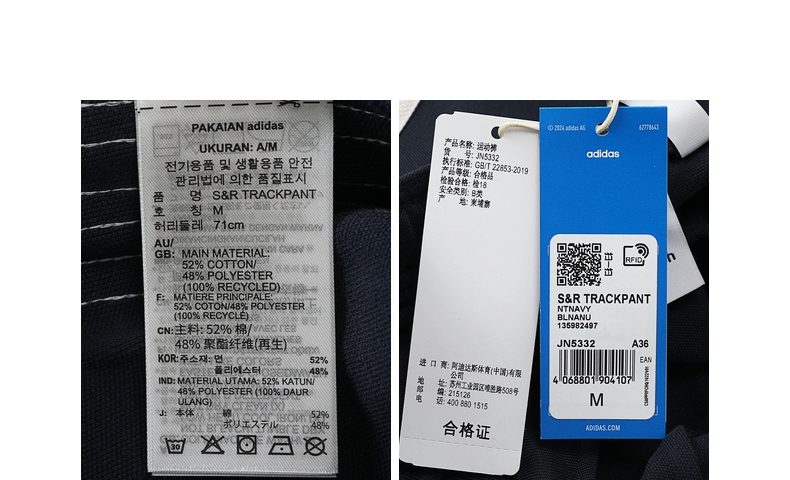 PAKAIAN adidas
UKURAN: A/M
전기용품 및 생활용품 안전
관리법에 의한 품질표시
품 명 S&R TRACKPANT
호 칭 M
허리둘레 71cm
AU/
GB: MAIN MATERIAL:
52% COTTON/
48% POLYESTER
(100% RECYCLED)
F: MATIERE PRINCIPALE:
52% COTON/48% POLYESTER
(100% RECYCLÉ)
CN: 主料: 52% 棉/
48% 聚酯纤维(再生)
KOR: 주소재: 면 52%
폴리에스터 48%
IND: MATERIAL UTAMA: 52% KATUN/
48% POLYESTER (100% DAUR
ULANG)
J: 本体 綿 52%
ポリエステル 48%
30
产品名称: 运动裤
货 号: JN5332
执行标准: GB/T 22853-2019
产品等级: 合格品
检验合格: 检18
安全类别: B类
产 地: 柬埔寨
进 口 商: 阿迪达斯体育(中国)有限
公司
地 址: 苏州工业园区唯胜路508号
邮 编: 215126
电 话: 400 880 1515
合格证
© 2024 adidas AG
62778643
adidas
RFID
S&R TRACKPANT
NTNAVY
BLNANU
135982497
JN5332 A36
EAN
4 068801 904107
M
ADIDAS.COM